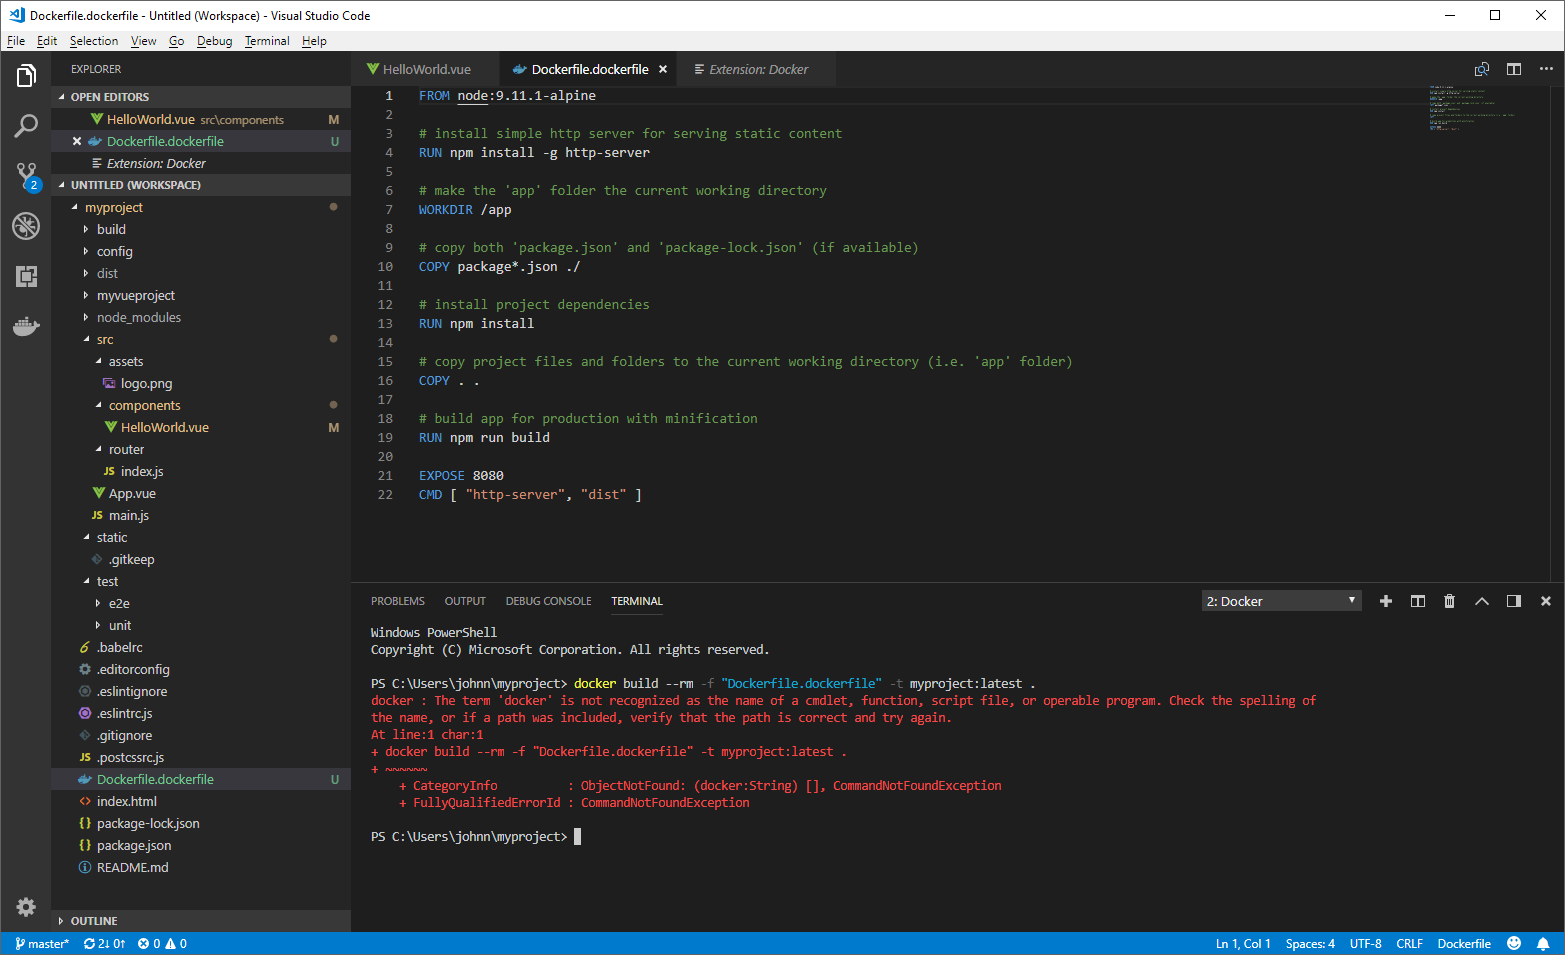 Dockerfile.dockerfile - Untitled (Workspace) - Visual Studio Code
File Edit Selection View Go Debug Terminal Help
EXPLORER
OPEN EDITORS
HelloWorld.vue src\components M
Dockerfile.dockerfile U
Extension: Docker
UNTITLED (WORKSPACE)
myproject
build
config
dist
myvueproject
node_modules
src
assets
logo.png
components
HelloWorld.vue M
router
JS index.js
App.vue
JS main.js
static
.gitkeep
test
e2e
unit
.babelrc
.editorconfig
.eslintignore
.eslintrc.js
.gitignore
JS .postcssrc.js
Dockerfile.dockerfile U
<> index.html
{} package-lock.json
{} package.json
README.md
OUTLINE
2
HelloWorld.vue Dockerfile.dockerfile Extension: Docker
1 FROM node:9.11.1-alpine
2
3 # install simple http server for serving static content
4 RUN npm install -g http-server
5
6 # make the 'app' folder the current working directory
7 WORKDIR /app
8
9 # copy both 'package.json' and 'package-lock.json' (if available)
10 COPY package*.json ./
11
12 # install project dependencies
13 RUN npm install
14
15 # copy project files and folders to the current working directory (i.e. 'app' folder)
16 COPY . .
17
18 # build app for production with minification
19 RUN npm run build
20
21 EXPOSE 8080
22 CMD [ "http-server", "dist" ]
PROBLEMS OUTPUT DEBUG CONSOLE TERMINAL 2: Docker
Windows PowerShell
Copyright (C) Microsoft Corporation. All rights reserved.
PS C:\Users\johnn\myproject> docker build --rm -f "Dockerfile.dockerfile" -t myproject:latest .
docker : The term 'docker' is not recognized as the name of a cmdlet, function, script file, or operable program. Check the spelling of
the name, or if a path was included, verify that the path is correct and try again.
At line:1 char:1
+ docker build --rm -f "Dockerfile.dockerfile" -t myproject:latest .
+ ~~~~~~
+ CategoryInfo : ObjectNotFound: (docker:String) [], CommandNotFoundException
+ FullyQualifiedErrorId : CommandNotFoundException
PS C:\Users\johnn\myproject>
master* 2↓ 0↑ 0 0 Ln 1, Col 1 Spaces: 4 UTF-8 CRLF Dockerfile